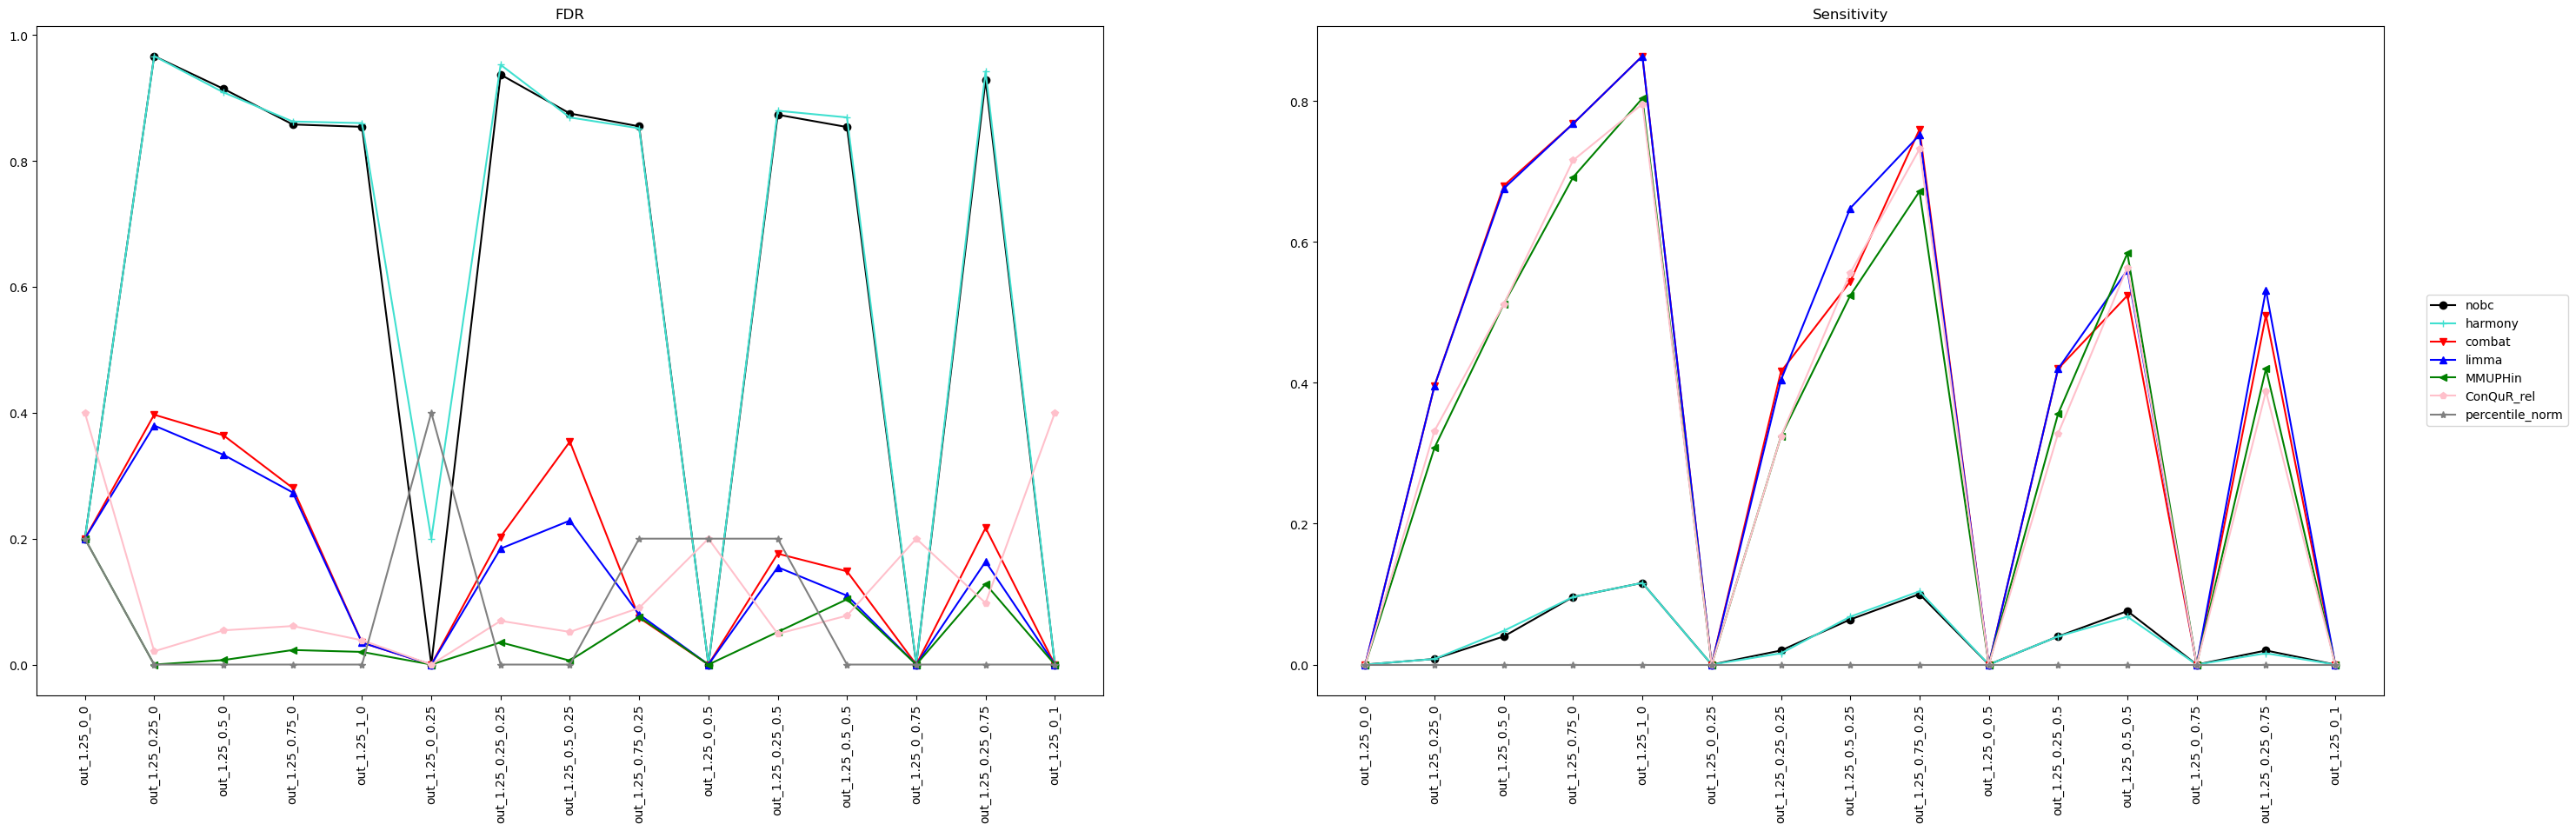 FDR
1.0
0.8
0.6
0.4
0.2
0.0
out_1.25_0_0
out_1.25_0.25_0
out_1.25_0.5_0
out_1.25_0.75_0
out_1.25_1_0
out_1.25_0_0.25
out_1.25_0.25_0.25
out_1.25_0.5_0.25
out_1.25_0.75_0.25
out_1.25_0_0.5
out_1.25_0.25_0.5
out_1.25_0.5_0.5
out_1.25_0_0.75
out_1.25_0.25_0.75
out_1.25_0_1
Sensitivity
0.8
0.6
0.4
0.2
0.0
out_1.25_0_0
out_1.25_0.25_0
out_1.25_0.5_0
out_1.25_0.75_0
out_1.25_1_0
out_1.25_0_0.25
out_1.25_0.25_0.25
out_1.25_0.5_0.25
out_1.25_0.75_0.25
out_1.25_0_0.5
out_1.25_0.25_0.5
out_1.25_0.5_0.5
out_1.25_0_0.75
out_1.25_0.25_0.75
out_1.25_0_1
nobc
harmony
combat
limma
MMUPHin
ConQuR_rel
percentile_norm